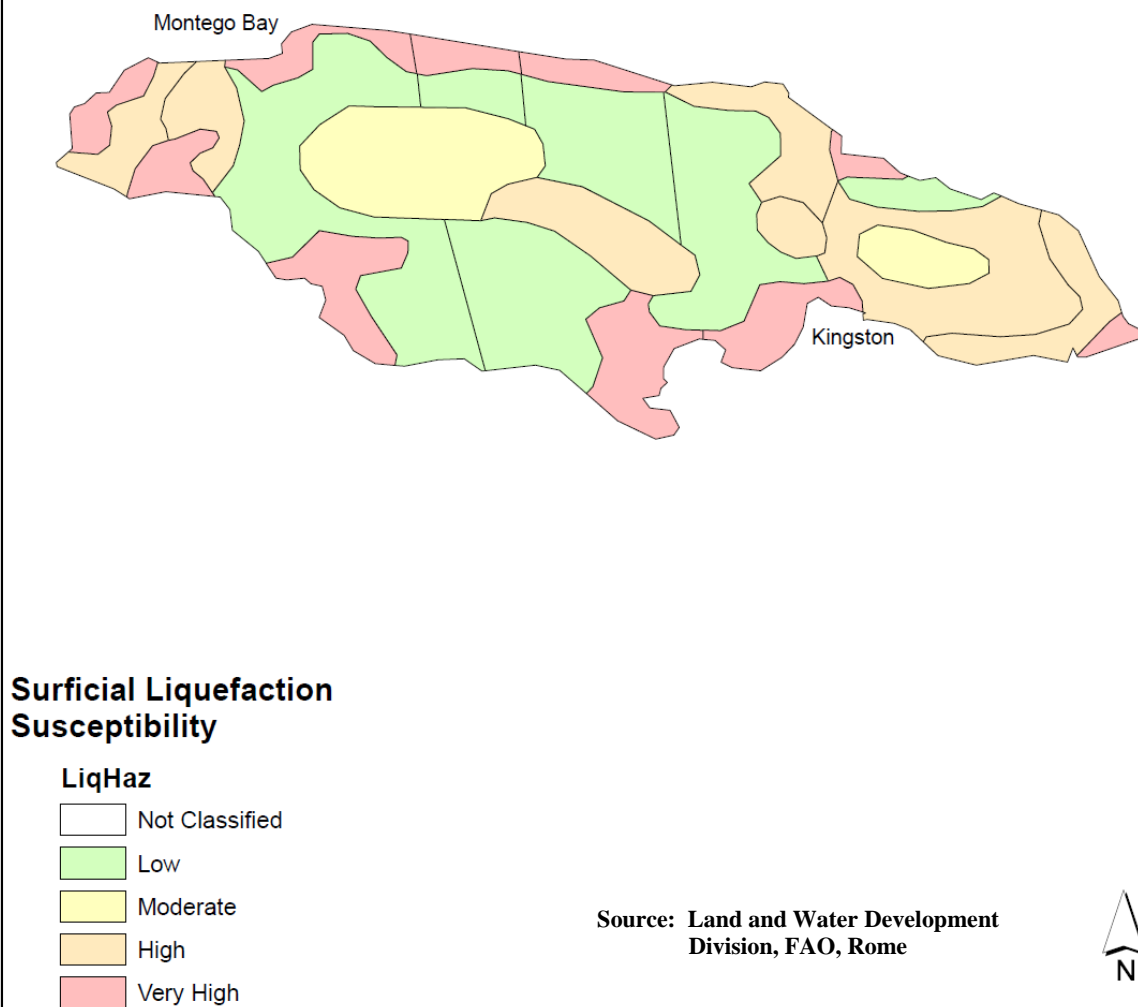 Montego Bay
Kingston
Surficial Liquefaction
Susceptibility
LiqHaz
Not Classified
Low
Moderate
High
Very High
Source: Land and Water Development
Division, FAO, Rome
N